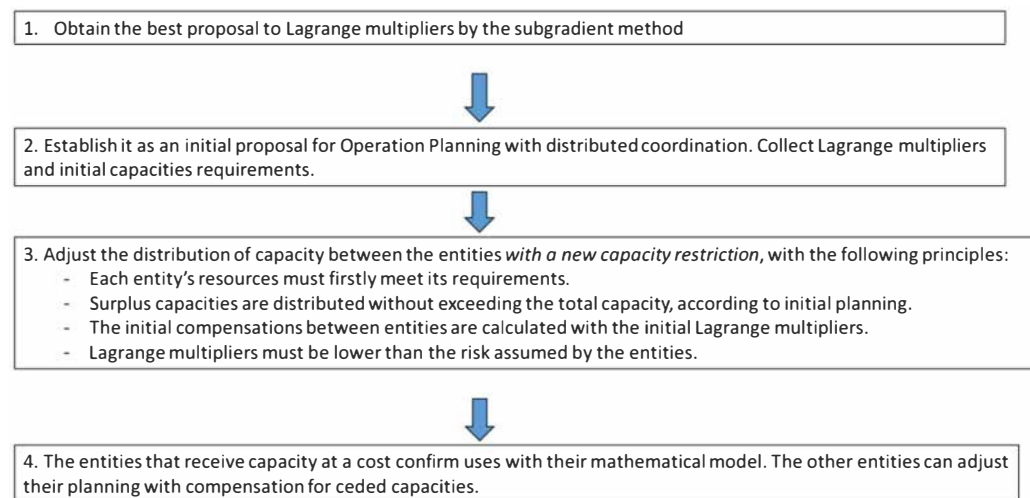 1. Obtain the best proposal to Lagrange multipliers by the subgradient method
2. Establish it as an initial proposal for Operation Planning with distributed coordination. Collect Lagrange multipliers
and initial capacities requirements.
3. Adjust the distribution of capacity between the entities with a new capacity restriction, with the following principles:
- Each entity's resources must firstly meet its requirements.
- Surplus capacities are distributed without exceeding the total capacity, according to initial planning.
- The initial compensations between entities are calculated with the initial Lagrange multipliers.
- Lagrange multipliers must be lower than the risk assumed by the entities.
4. The entities that receive capacity at a cost confirm uses with their mathematical model. The other entities can adjust
their planning with compensation for ceded capacities.